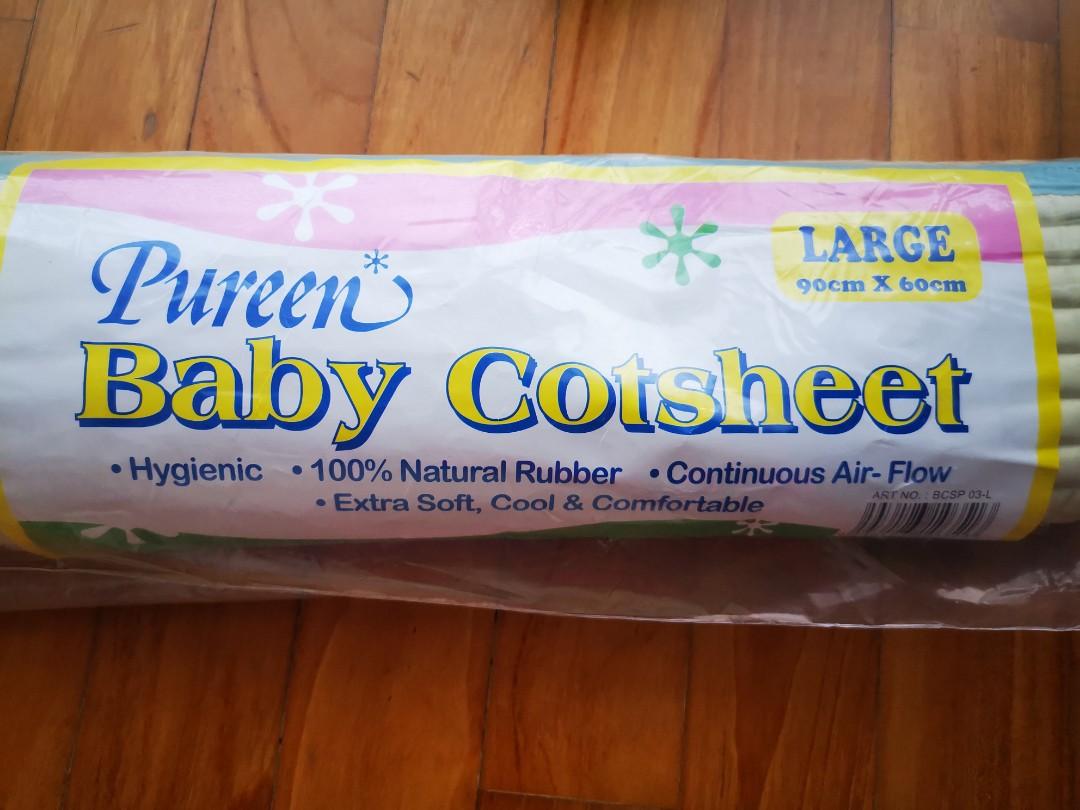 LARGE
90cm X 60cm
Pureen
Baby Cotsheet
• Hygienic • 100% Natural Rubber • Continuous Air- Flow
• Extra Soft, Cool & Comfortable
ART NO. : BCSP 03-L